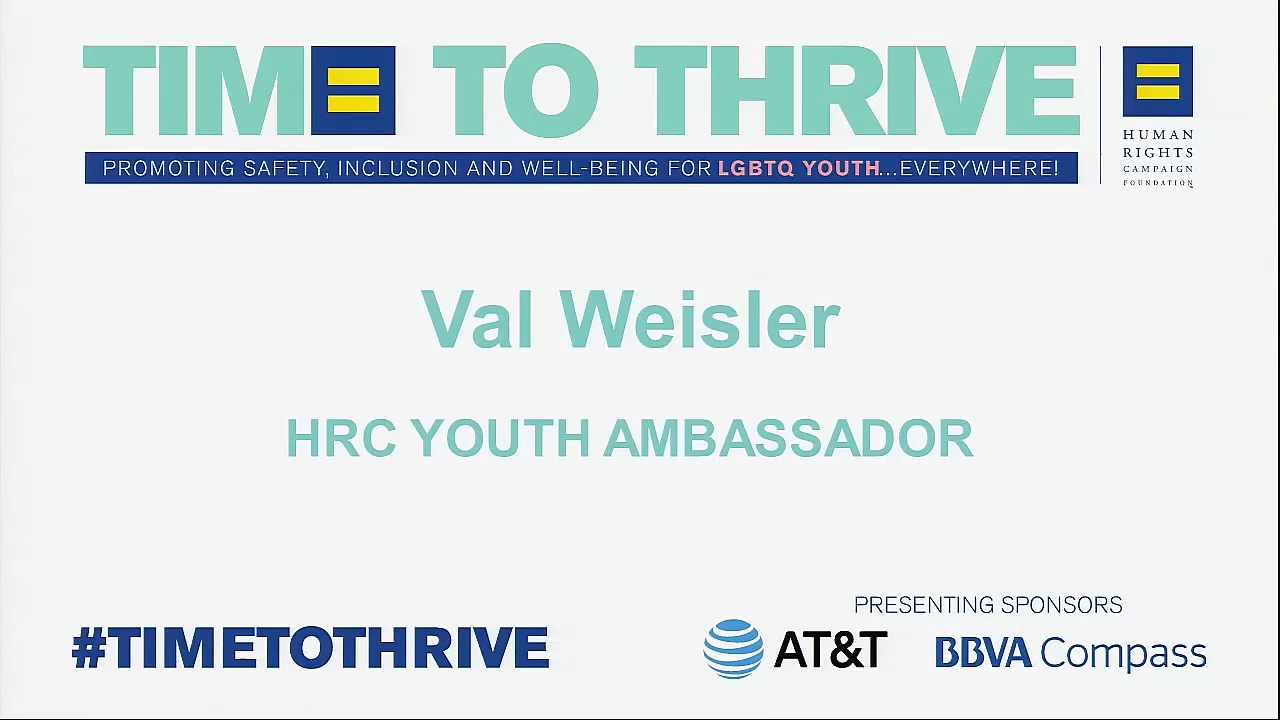 TIME TO THRIVE
PROMOTING SAFETY, INCLUSION AND WELL-BEING FOR LGBTQ YOUTH...EVERYWHERE!
HUMAN
RIGHTS
CAMPAIGN
FOUNDATION
Val Weisler
HRC YOUTH AMBASSADOR
#TIMETOTHRIVE
PRESENTING SPONSORS
AT&T BBVA Compass